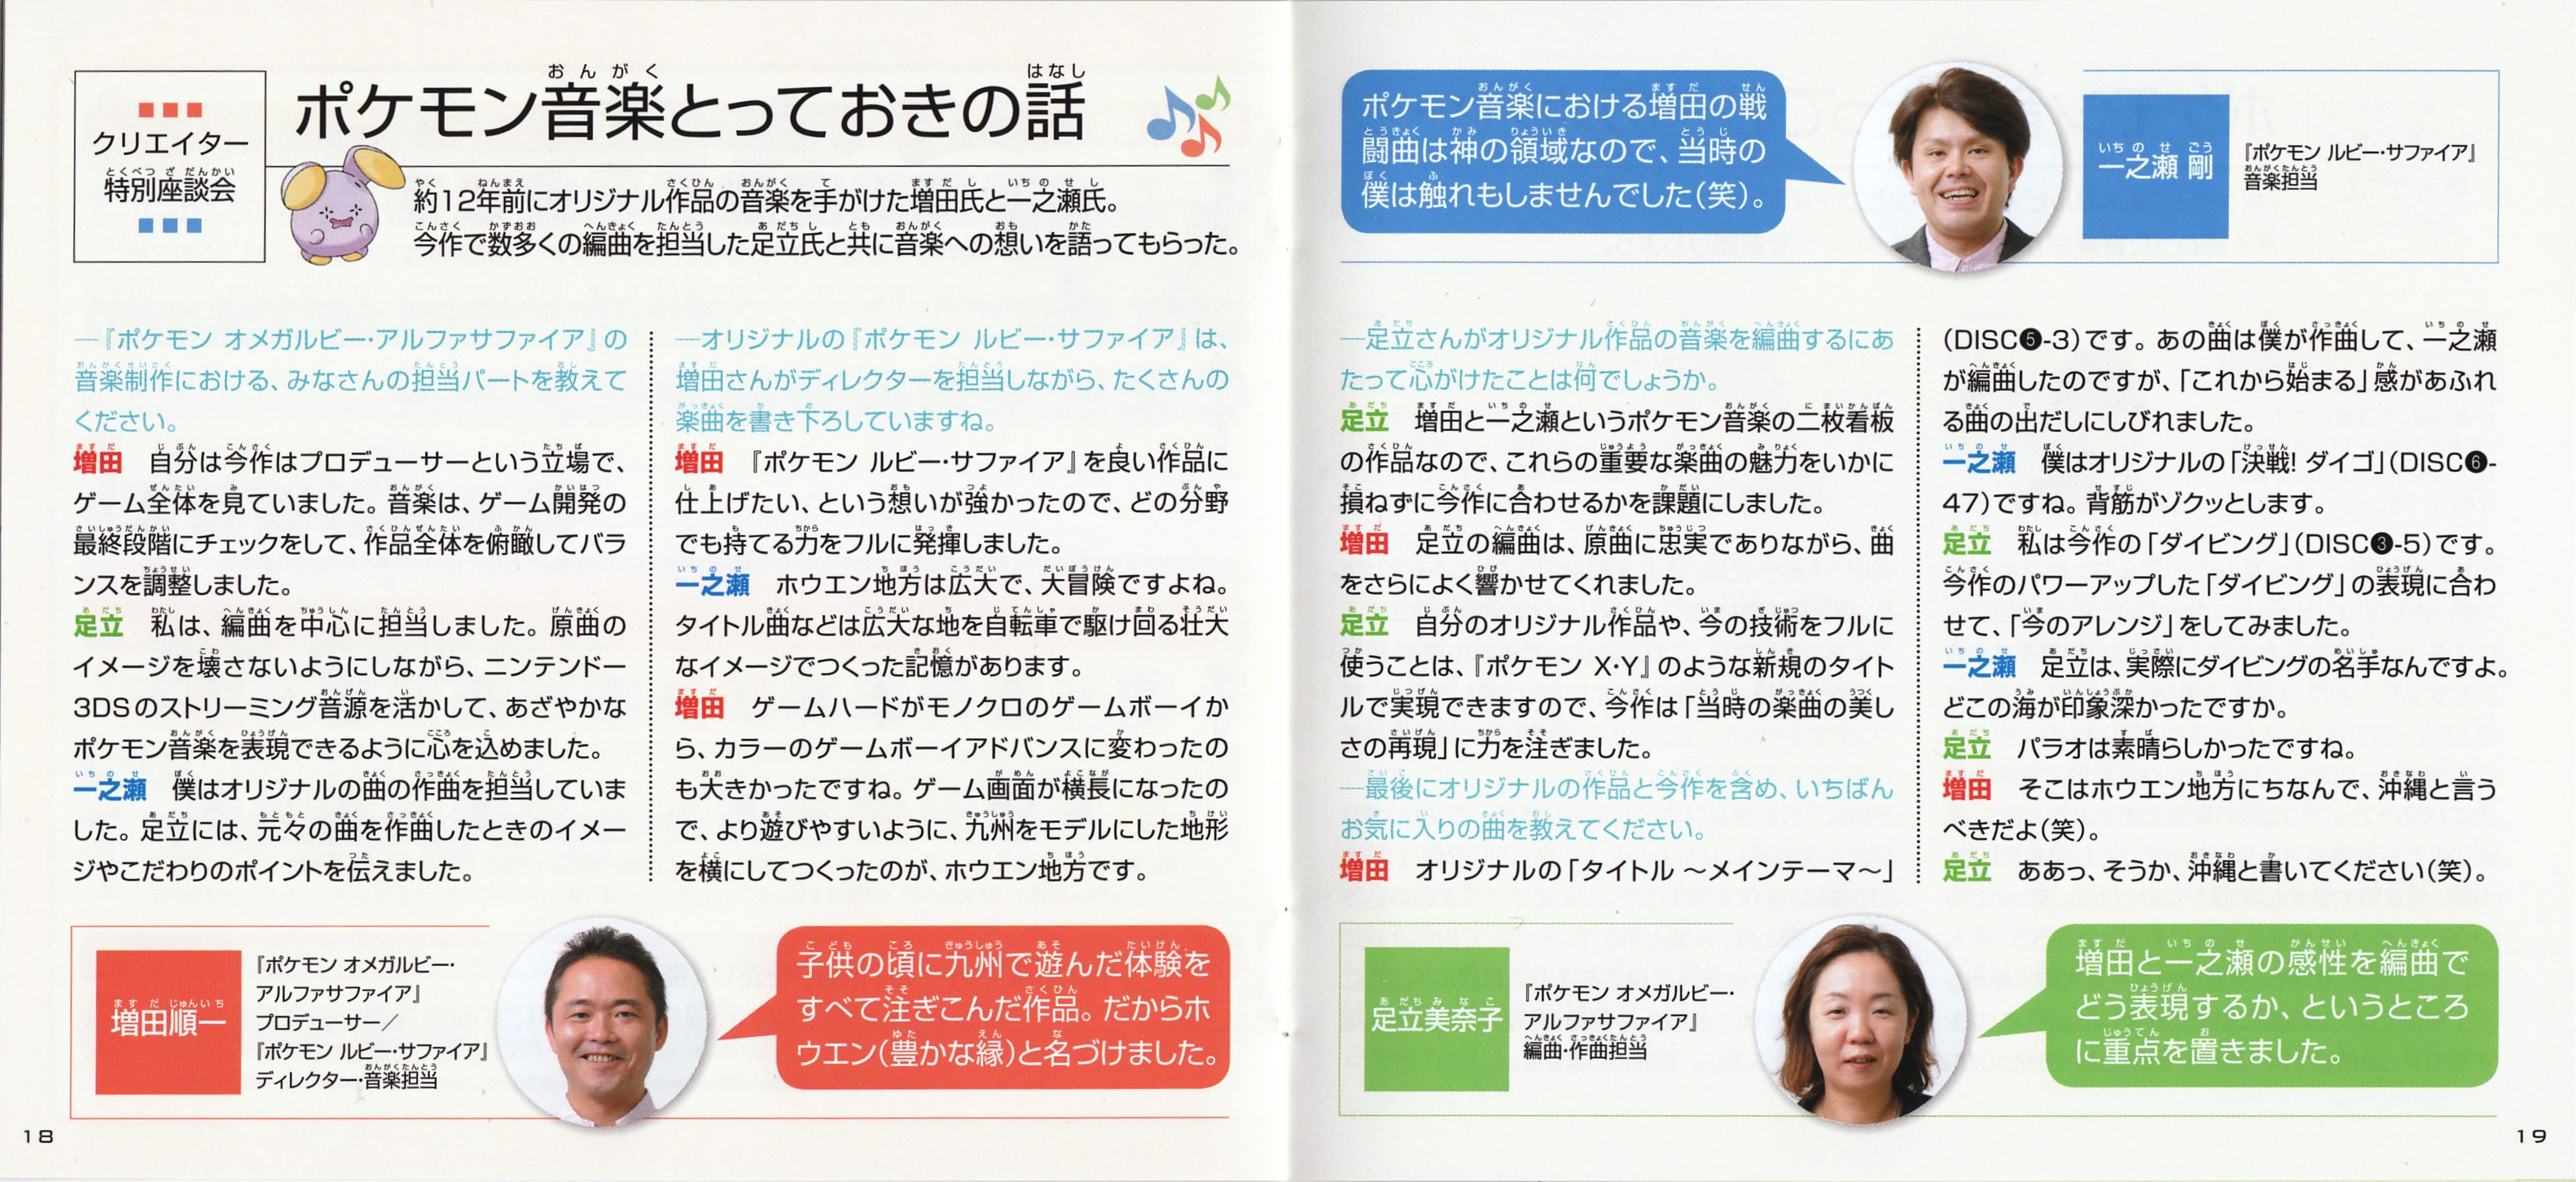 クリエイター
特別座談会
ポケモン音楽とっておきの話
約12年前にオリジナル作品の音楽を手がけた増田氏と一之瀬氏。
今作で数多くの編曲を担当した足立氏と共に音楽への想いを語ってもらった。
―『ポケモン オメガルビー・アルファサファイア』の
音楽制作における、みなさんの担当パートを教えて
ください。
増田　自分は今作はプロデューサーという立場で、
ゲーム全体を見ていました。音楽は、ゲーム開発の
最終段階にチェックをして、作品全体を俯瞰してバラ
ンスを調整しました。
足立　私は、編曲を中心に担当しました。原曲の
イメージを壊さないようにしながら、ニンテンドー
3DSのストリーミング音源を活かして、あざやかな
ポケモン音楽を表現できるように心を込めました。
一之瀬　僕はオリジナルの曲の作曲を担当していま
した。足立には、元々の曲を作曲したときのイメー
ジやこだわりのポイントを伝えました。
―オリジナルの『ポケモン ルビー・サファイア』は、
増田さんがディレクターを担当しながら、たくさんの
楽曲を書き下ろしていますね。
増田　『ポケモン ルビー・サファイア』を良い作品に
仕上げたい、という想いが強かったので、どの分野
でも持てる力をフルに発揮しました。
一之瀬　ホウエン地方は広大で、大冒険ですよね。
タイトル曲などは広大な地を自転車で駆け回る壮大
なイメージでつくった記憶があります。
増田　ゲームハードがモノクロのゲームボーイか
ら、カラーのゲームボーイアドバンスに変わったの
も大きかったですね。ゲーム画面が横長になったの
で、より遊びやすいように、九州をモデルにした地形
を横にしてつくったのが、ホウエン地方です。
増田順一
『ポケモン オメガルビー・
アルファサファイア』
プロデューサー／
『ポケモン ルビー・サファイア』
ディレクター・音楽担当
子供の頃に九州で遊んだ体験を
すべて注ぎこんだ作品。だからホ
ウエン(豊かな縁)と名づけました。
18
ポケモン音楽における増田の戦
闘曲は神の領域なので、当時の
僕は触れもしませんでした(笑)。
一之瀬 剛
『ポケモン ルビー・サファイア』
音楽担当
―足立さんがオリジナル作品の音楽を編曲するにあ
たって心がけたことは何でしょうか。
足立　増田と一之瀬というポケモン音楽の二枚看板
の作品なので、これらの重要な楽曲の魅力をいかに
損ねずに今作に合わせるかを課題にしました。
増田　足立の編曲は、原曲に忠実でありながら、曲
をさらによく響かせてくれました。
足立　自分のオリジナル作品や、今の技術をフルに
使うことは、『ポケモン X・Y』のような新規のタイト
ルで実現できますので、今作は「当時の楽曲の美し
さの再現」に力を注ぎました。
―最後にオリジナルの作品と今作を含め、いちばん
お気に入りの曲を教えてください。
増田　オリジナルの「タイトル ～メインテーマ～」
(DISC❺-3)です。あの曲は僕が作曲して、一之瀬
が編曲したのですが、「これから始まる」感があふれ
る曲の出だしにしびれました。
一之瀬　僕はオリジナルの「決戦! ダイゴ」(DISC❻-
47)ですね。背筋がゾクッとします。
足立　私は今作の「ダイビング」(DISC❸-5)です。
今作のパワーアップした「ダイビング」の表現に合わ
せて、「今のアレンジ」をしてみました。
一之瀬　足立は、実際にダイビングの名手なんですよ。
どこの海が印象深かったですか。
足立　パラオは素晴らしかったですね。
増田　そこはホウエン地方にちなんで、沖縄と言う
べきだよ(笑)。
足立　ああっ、そうか、沖縄と書いてください(笑)。
足立美奈子
『ポケモン オメガルビー・
アルファサファイア』
編曲・作曲担当
増田と一之瀬の感性を編曲で
どう表現するか、というところ
に重点を置きました。
19